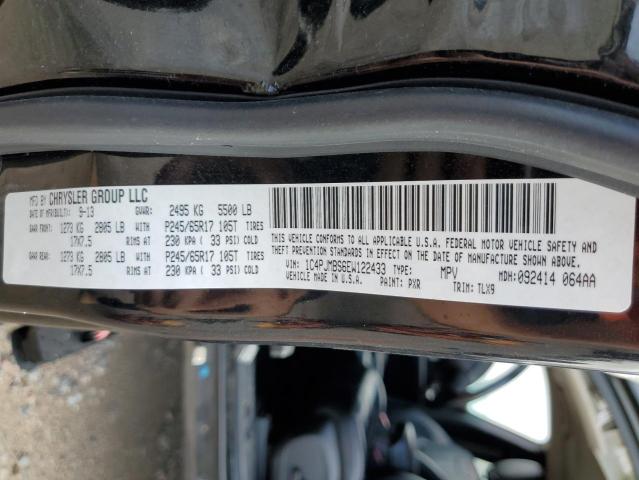 MFD BY CHRYSLER GROUP LLC
DATE OF MFR(BUILT): 9-13 GVWR: 2495 KG 5500 LB
GAWR FRONT 1273 KG 2805 LB P245/65R17 105T TIRES
17X7.5 RIMS AT 230 KPA ( 33 PSI) COLD
GAWR REAR 1273 KG 2805 LB P245/65R17 105T TIRES
17X7.5 RIMS AT 230 KPA ( 33 PSI) COLD
THIS VEHICLE CONFORMS TO ALL APPLICABLE U.S.A. FEDERAL MOTOR VEHICLE SAFETY AND
THEFT PREVENTION STANDARDS IN EFFECT ON THE DATE OF MANUFACTURE SHOWN ABOVE.
VIN: 1C4PJMBS6EW122433 TYPE: MPV MDH: 092414 064AA
VEHICLE MADE IN U.S.A. PAINT: PXR TRIM: TLX9